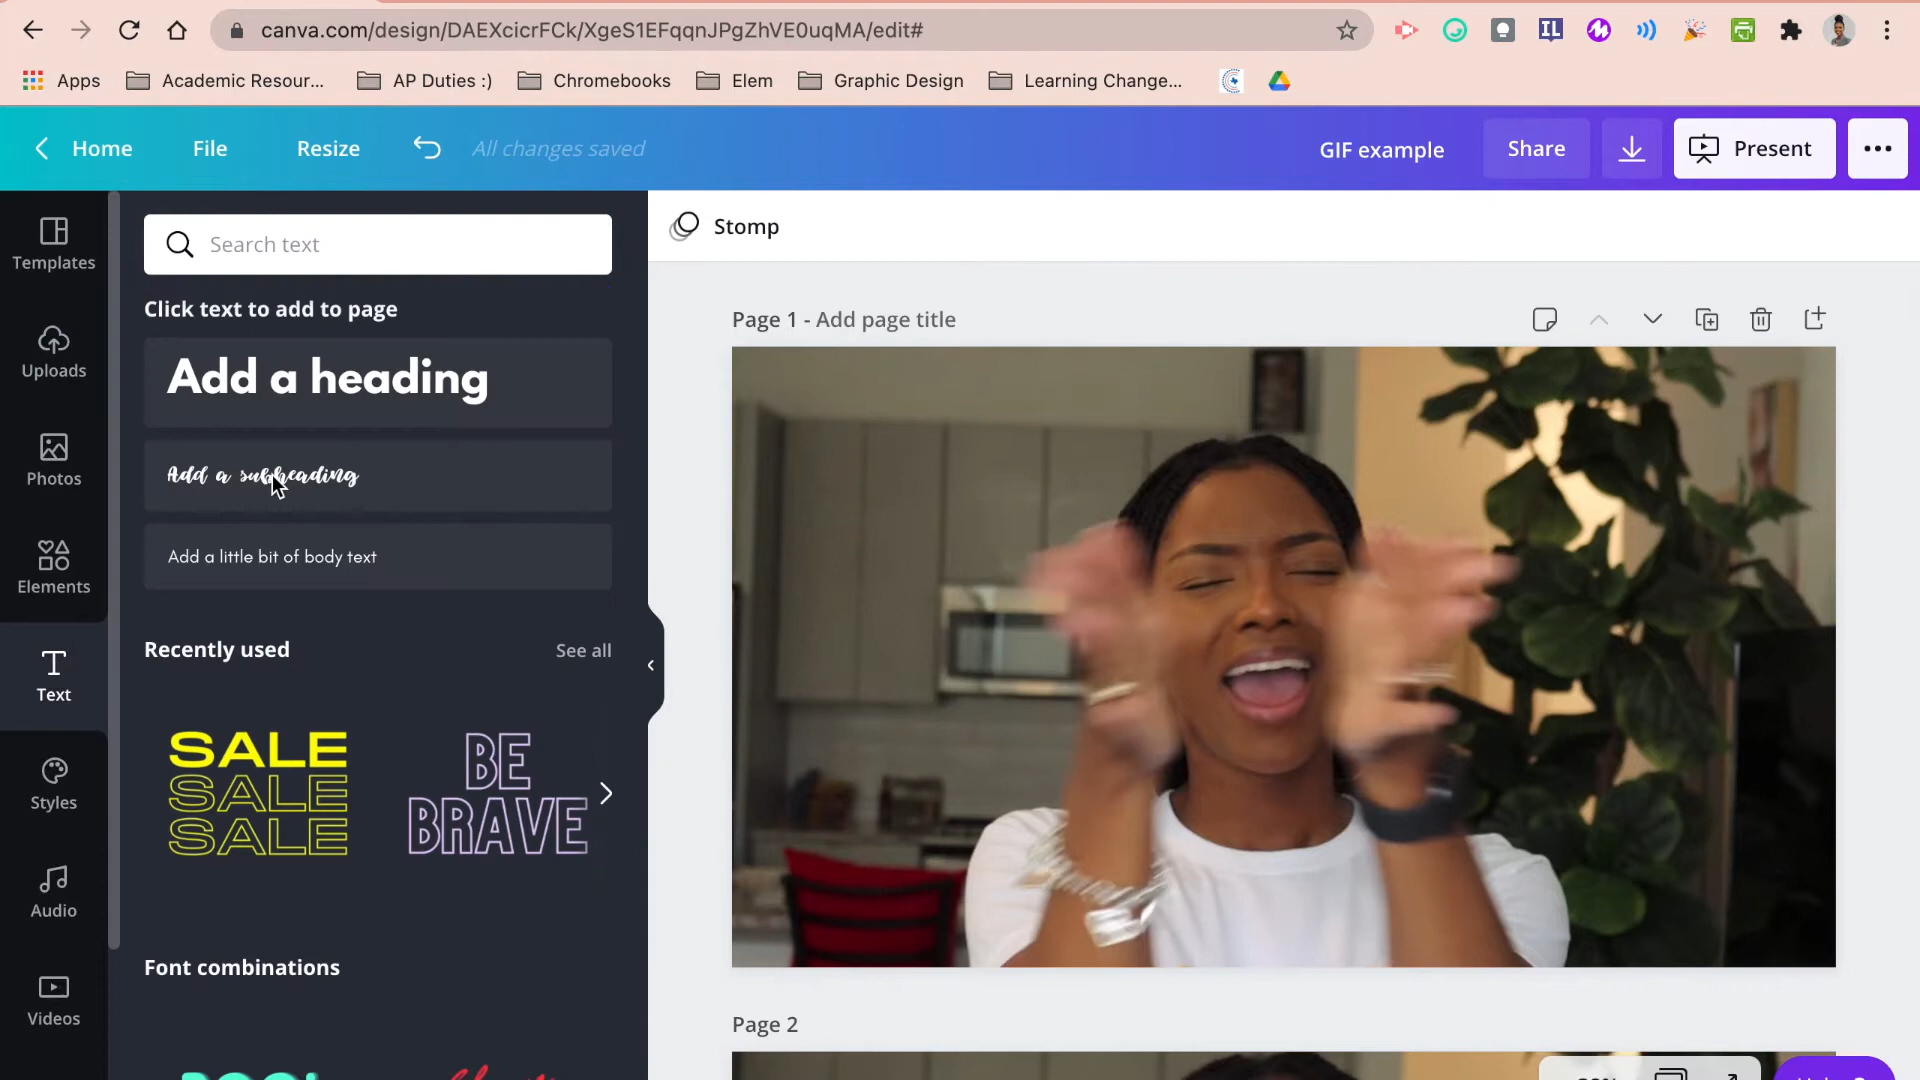 canva.com/design/DAEXcicrFCk/XgeS1EFqqnJPgZhVE0uqMA/edit#
Apps Academic Resour... AP Duties :) Chromebooks Elem Graphic Design Learning Change...
Home File Resize All changes saved GIF example Share Present
Templates
Uploads
Photos
Elements
Text
Styles
Audio
Videos
Search text
Click text to add to page
Add a heading
Add a subheading
Add a little bit of body text
Recently used See all
SALE
SALE
SALE
BE
BRAVE
Font combinations
Stomp
Page 1 - Add page title
Page 2